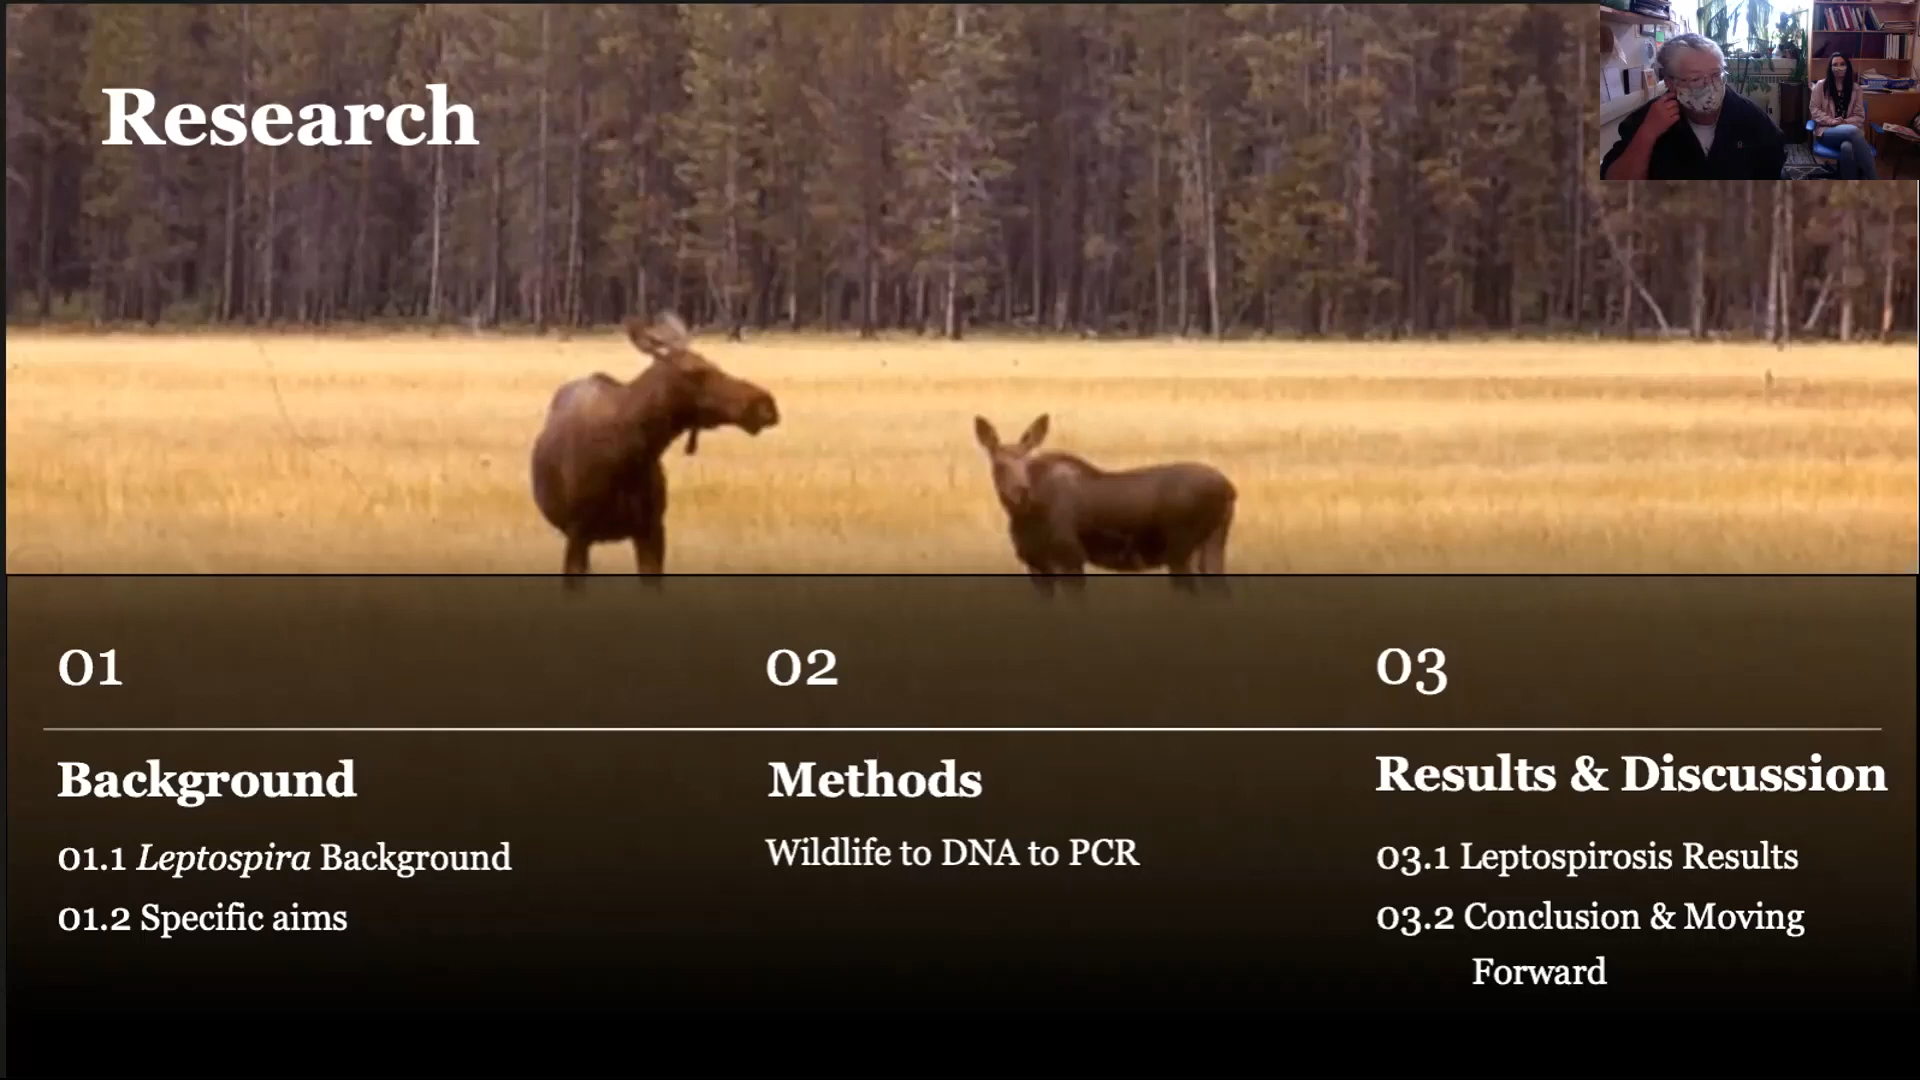 Research
01
Background
01.1 Leptospira Background
01.2 Specific aims
02
Methods
Wildlife to DNA to PCR
03
Results & Discussion
03.1 Leptospirosis Results
03.2 Conclusion & Moving
Forward